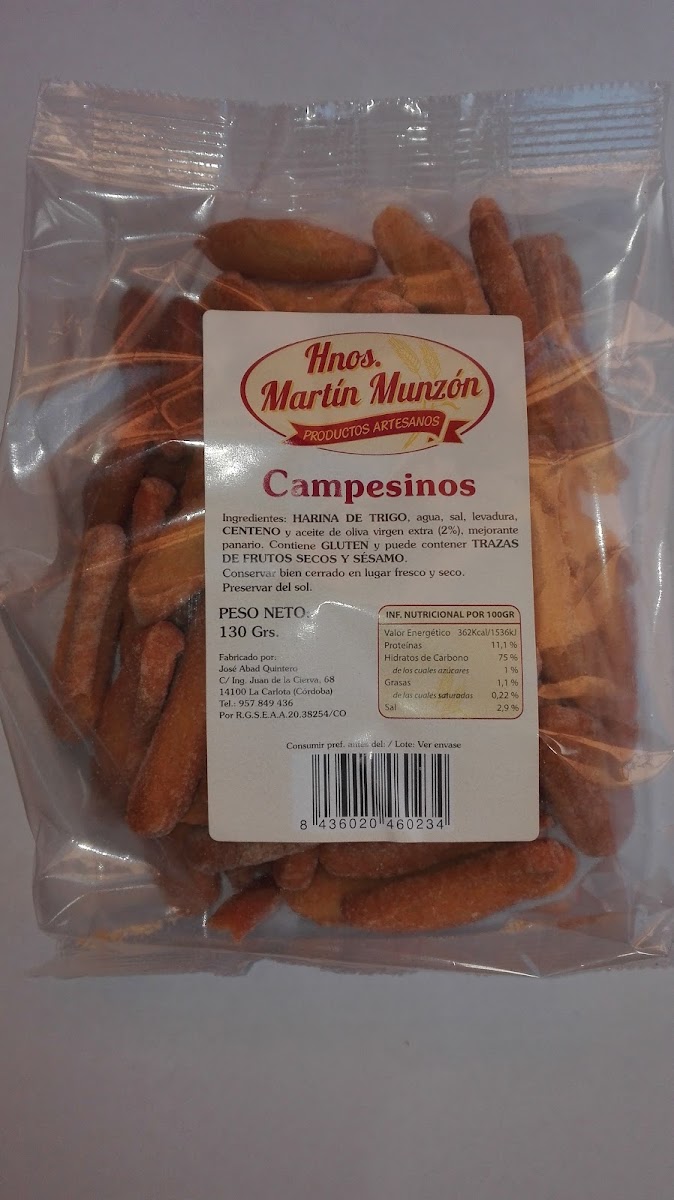 Hnos.
Martín Munzón
PRODUCTOS ARTESANOS
Campesinos
Ingredientes: HARINA DE TRIGO, agua, sal, levadura,
CENTENO y aceite de oliva virgen extra (2%), mejorante
panario. Contiene GLUTEN y puede contener TRAZAS
DE FRUTOS SECOS Y SÉSAMO.
Conservar bien cerrado en lugar fresco y seco.
Preservar del sol.
PESO NETO:
130 Grs.
Fabricado por:
José Abad Quintero
C/ Ing. Juan de la Cierva, 68
14100 La Carlota (Córdoba)
Tel.: 957 849 436
Por R.G.S.E.A.A.20.38254/CO
INF. NUTRICIONAL POR 100GR
Valor Energético 362Kcal/1536kJ
Proteínas 11,1 %
Hidratos de Carbono 75 %
de los cuales azúcares 1 %
Grasas 1,1 %
de las cuales saturadas 0,22 %
Sal 2,9 %
Consumir pref. antes del: / Lote: Ver envase
8 436020 460234